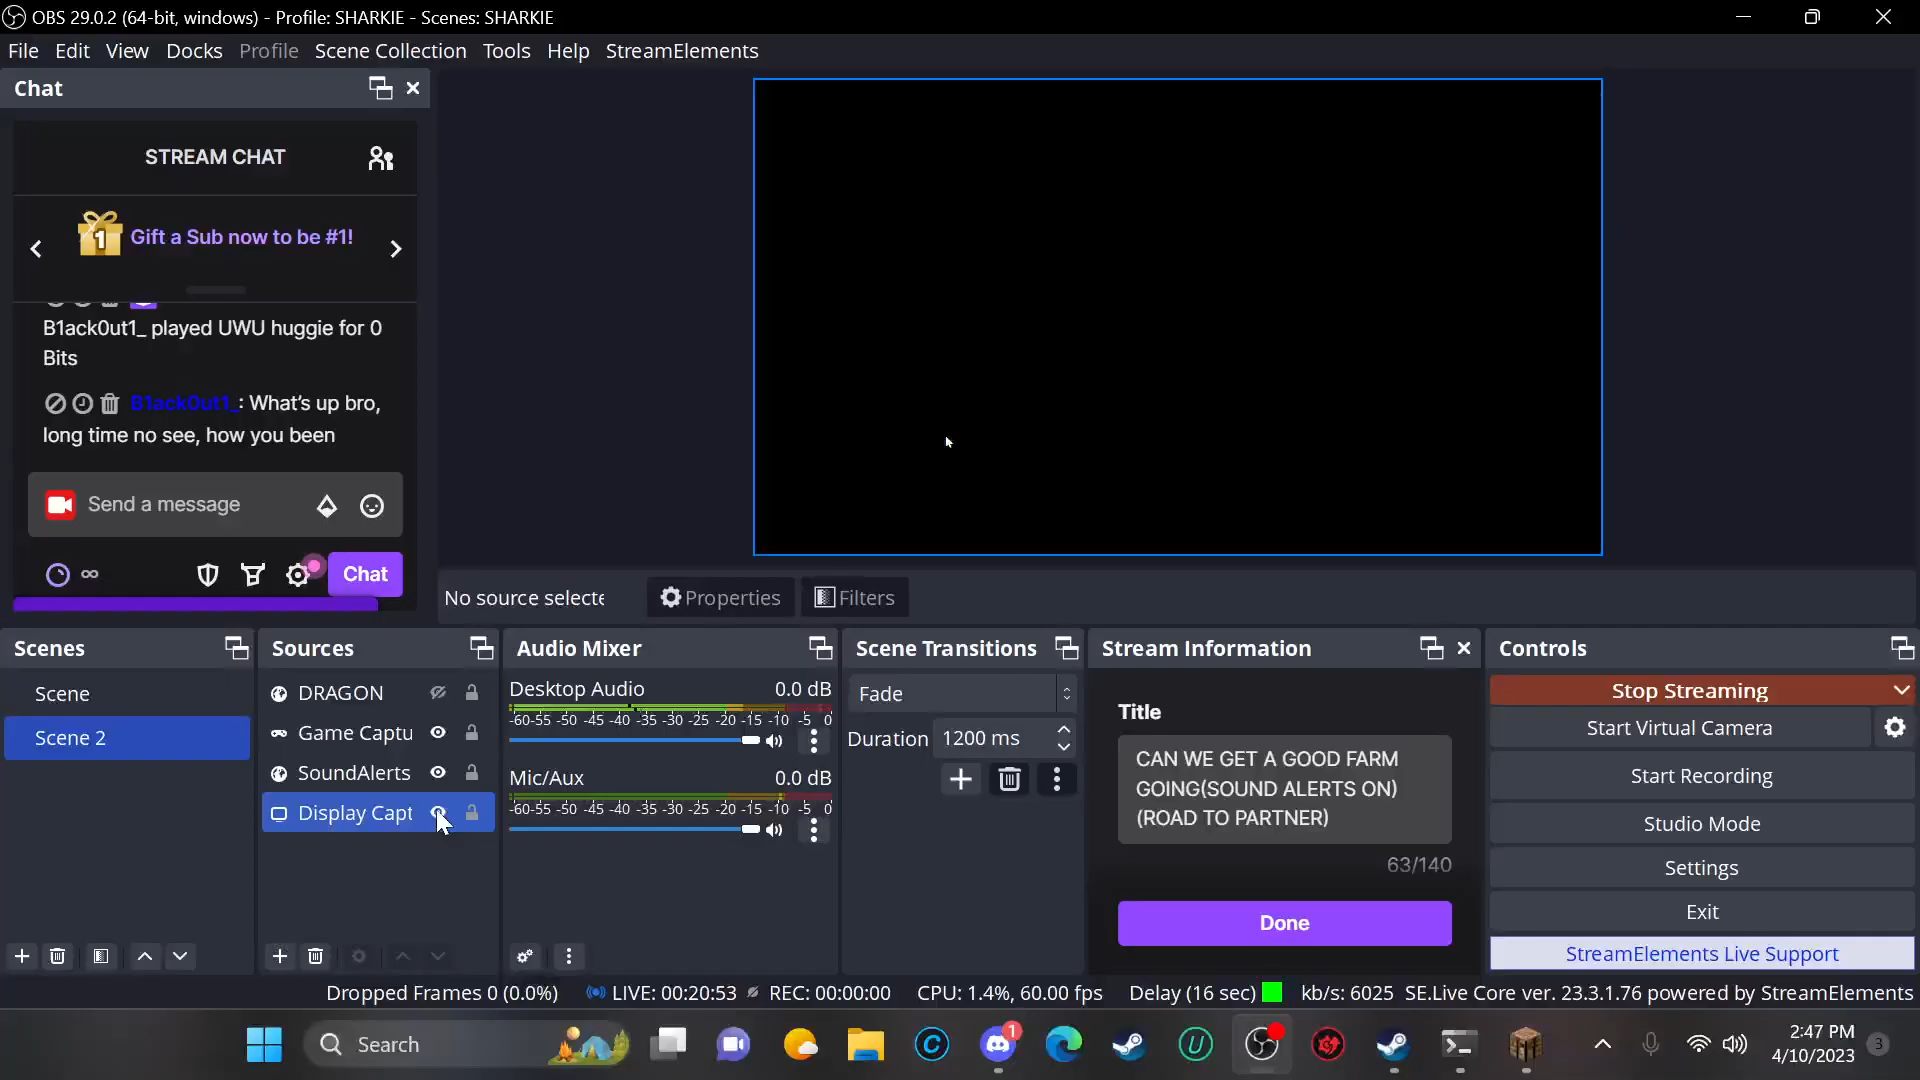 OBS 29.0.2 (64-bit, windows) - Profile: SHARKIE - Scenes: SHARKIE
File Edit View Docks Profile Scene Collection Tools Help StreamElements
Chat
STREAM CHAT
1
Gift a Sub now to be #1!
B1ack0ut1_ played UWU huggie for 0
Bits
B1ack0ut1_: What's up bro,
long time no see, how you been
Send a message
Chat
No source selecte
Properties
Filters
Scenes
Scene
Scene 2
Sources
DRAGON
Game Captu
SoundAlerts
Display Capt
Audio Mixer
Desktop Audio 0.0 dB
-60 -55 -50 -45 -40 -35 -30 -25 -20 -15 -10 -5 0
Mic/Aux 0.0 dB
-60 -55 -50 -45 -40 -35 -30 -25 -20 -15 -10 -5 0
Scene Transitions
Fade
Duration 1200 ms
Stream Information
Title
CAN WE GET A GOOD FARM
GOING(SOUND ALERTS ON)
(ROAD TO PARTNER)
63/140
Done
Controls
Stop Streaming
Start Virtual Camera
Start Recording
Studio Mode
Settings
Exit
StreamElements Live Support
Dropped Frames 0 (0.0%) LIVE: 00:20:53 REC: 00:00:00 CPU: 1.4%, 60.00 fps Delay (16 sec) kb/s: 6025 SE.Live Core ver. 23.3.1.76 powered by StreamElements
Search
1
2:47 PM
4/10/2023
3